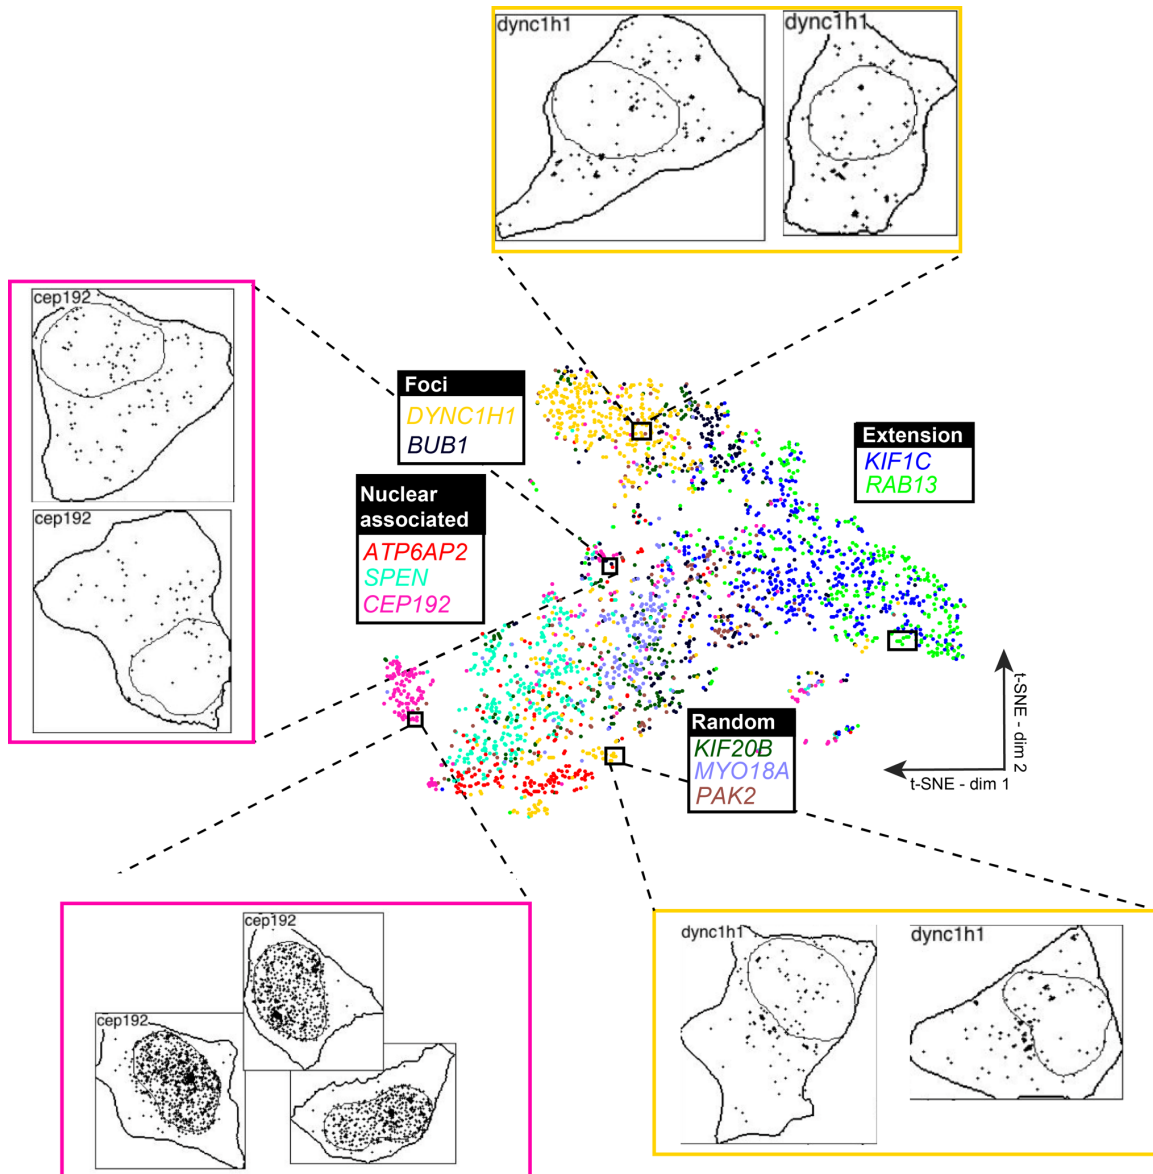 dync1h1
dync1h1
cep192
cep192
Foci
DYNC1H1
BUB1
Extension
KIF1C
RAB13
Nuclear
associated
ATP6AP2
SPEN
CEP192
Random
KIF20B
MYO18A
PAK2
t-SNE - dim 2
t-SNE - dim 1
cep192
cep192
dync1h1
dync1h1